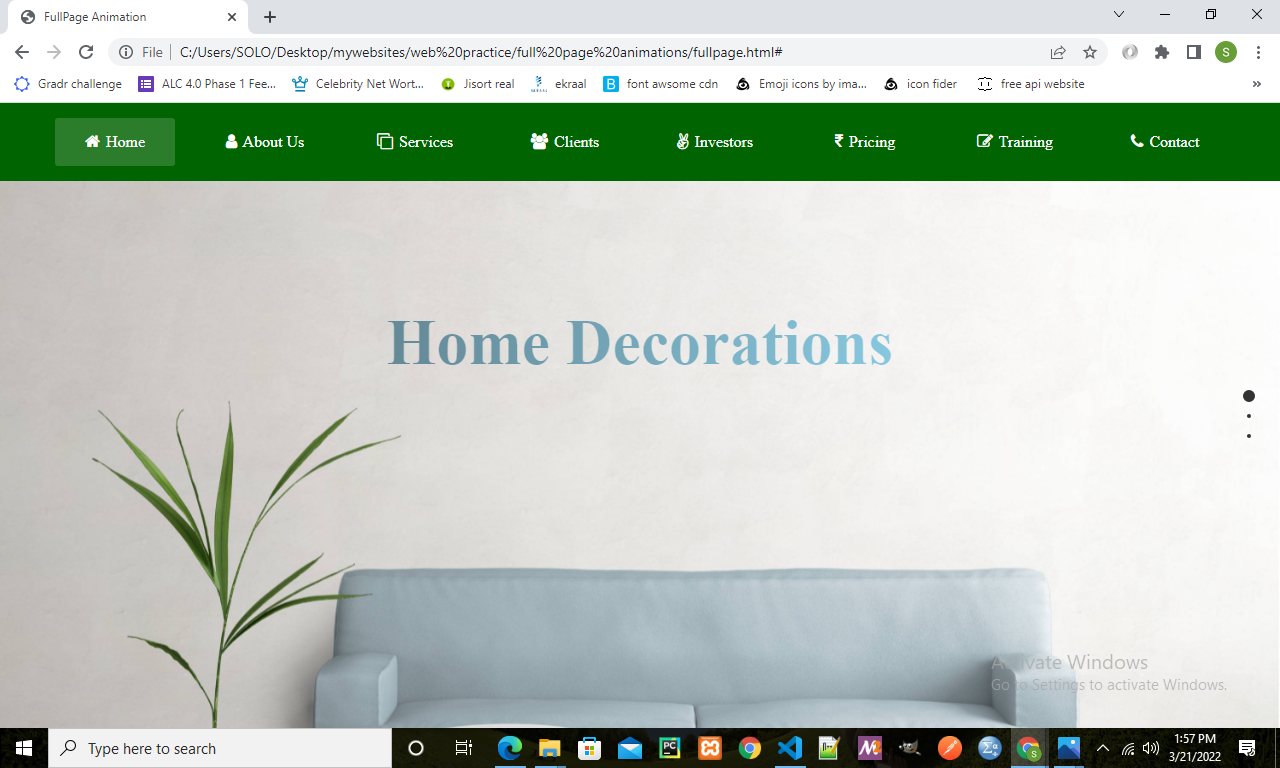 FullPage Animation
File C:/Users/SOLO/Desktop/mywebsites/web%20practice/full%20page%20animations/fullpage.html# S
Gradr challenge ALC 4.0 Phase 1 Fee... Celebrity Net Wort... Jisort real ekraal B font awsome cdn Emoji icons by ima... icon fider free api website »
Home About Us Services Clients Investors ₹ Pricing Training Contact
Home Decorations
Activate Windows
Go to Settings to activate Windows.
Type here to search
1:57 PM
3/21/2022